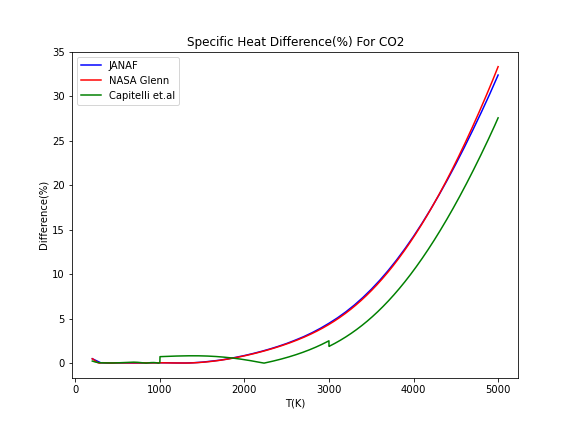 Specific Heat Difference(%) For CO2
JANAF
NASA Glenn
Capitelli et.al
Difference(%)
35
30
25
20
15
10
5
0
0 1000 2000 3000 4000 5000
T(K)